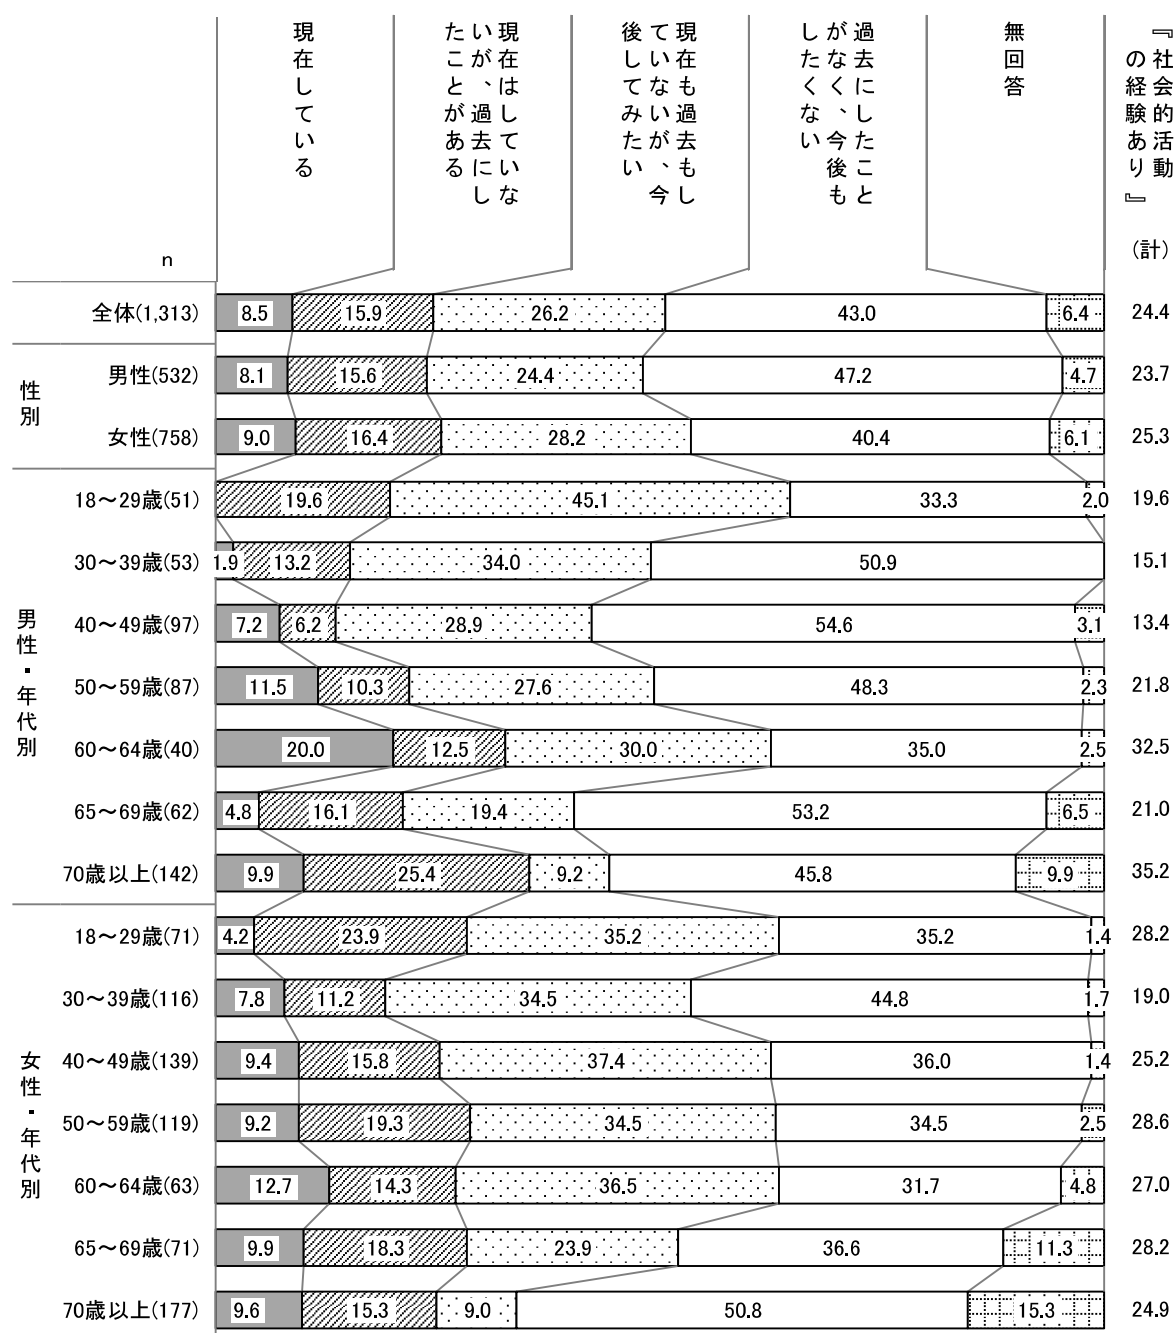 現在している
現在はしていな
いが、過去にし
たことがある
現在も過去もし
ていないが、今
後してみたい
過去にしたこと
がなく、今後も
したくない
無回答
『社会的活動
の経験あり』
(計)
n
全体(1,313) 8.5 15.9 26.2 43.0 6.4 24.4
性別
男性(532) 8.1 15.6 24.4 47.2 4.7 23.7
女性(758) 9.0 16.4 28.2 40.4 6.1 25.3
男性・年代別
18～29歳(51) 19.6 45.1 33.3 2.0 19.6
30～39歳(53) 1.9 13.2 34.0 50.9 15.1
40～49歳(97) 7.2 6.2 28.9 54.6 3.1 13.4
50～59歳(87) 11.5 10.3 27.6 48.3 2.3 21.8
60～64歳(40) 20.0 12.5 30.0 35.0 2.5 32.5
65～69歳(62) 4.8 16.1 19.4 53.2 6.5 21.0
70歳以上(142) 9.9 25.4 9.2 45.8 9.9 35.2
女性・年代別
18～29歳(71) 4.2 23.9 35.2 35.2 1.4 28.2
30～39歳(116) 7.8 11.2 34.5 44.8 1.7 19.0
40～49歳(139) 9.4 15.8 37.4 36.0 1.4 25.2
50～59歳(119) 9.2 19.3 34.5 34.5 2.5 28.6
60～64歳(63) 12.7 14.3 36.5 31.7 4.8 27.0
65～69歳(71) 9.9 18.3 23.9 36.6 11.3 28.2
70歳以上(177) 9.6 15.3 9.0 50.8 15.3 24.9